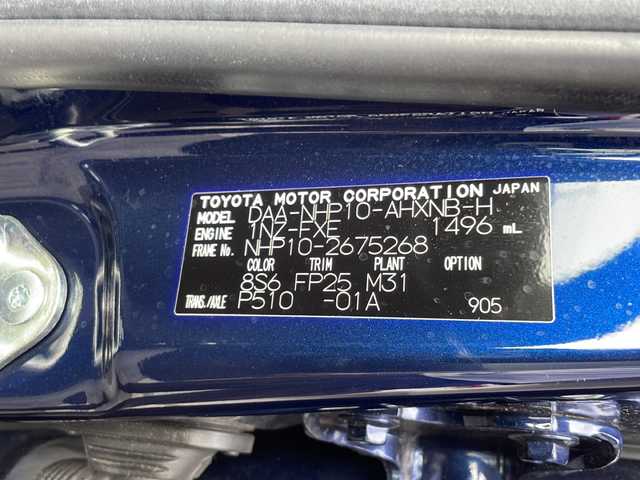 TOYOTA MOTOR CORPORATION JAPAN
MODEL DAA-NHP10-AHXNB-H
ENGINE 1NZ-FXE 1496 mL
FRAME No. NHP10-2675268
COLOR TRIM PLANT OPTION
8S6 FP25 M31
TRANS./AXLE P510 -01A 905